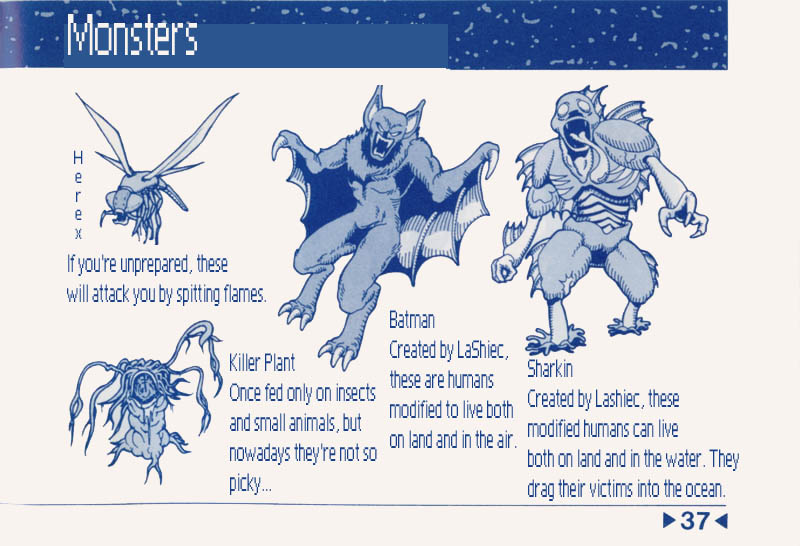 Monsters
Herex
If you're unprepared, these
will attack you by spitting flames.
Killer Plant
Once fed only on insects
and small animals, but
nowadays they're not so
picky...
Batman
Created by LaShiec,
these are humans
modified to live both
on land and in the air.
Sharkin
Created by Lashiec, these
modified humans can live
both on land and in the water. They
drag their victims into the ocean.
▶37◀